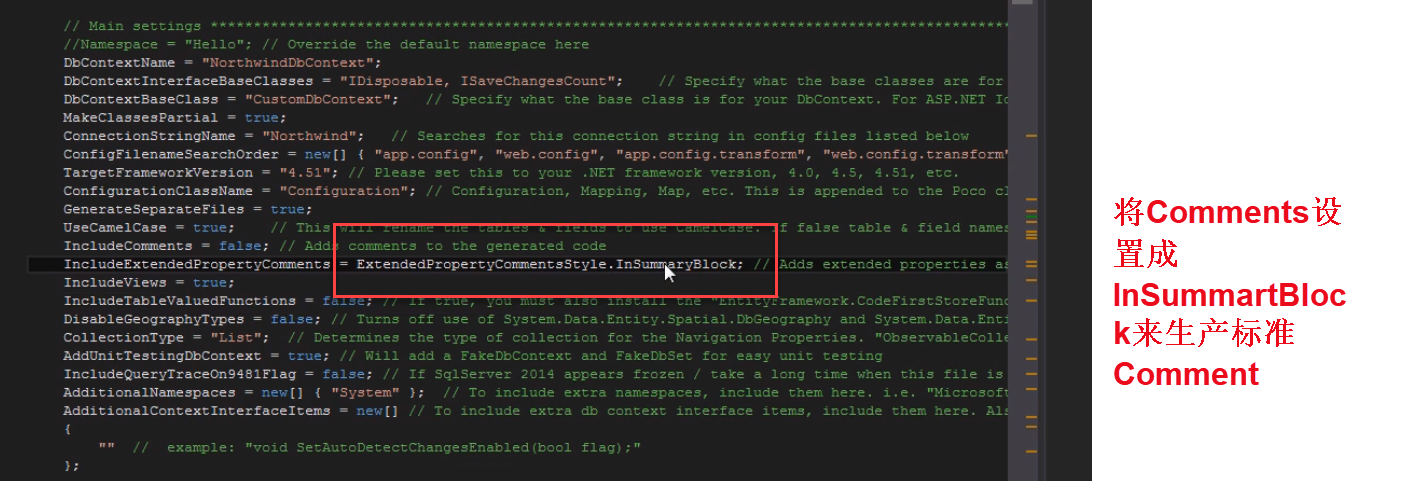 // Main settings ********************************************************************************************
//Namespace = "Hello"; // Override the default namespace here
DbContextName = "NorthwindDbContext";
DbContextInterfaceBaseClasses = "IDisposable, ISaveChangesCount";    // Specify what the base classes are for
DbContextBaseClass = "CustomDbContext";   // Specify what the base class is for your DbContext. For ASP.NET Id
MakeClassesPartial = true;
ConnectionStringName = "Northwind";   // Searches for this connection string in config files listed below
ConfigFilenameSearchOrder = new[] { "app.config", "web.config", "app.config.transform", "web.config.transform"
TargetFrameworkVersion = "4.51"; // Please set this to your .NET framework version, 4.0, 4.5, 4.51, etc.
ConfigurationClassName = "Configuration"; // Configuration, Mapping, Map, etc. This is appended to the Poco cl
GenerateSeparateFiles = true;
UseCamelCase = true;    // This will rename the tables & fields to use CamelCase. If false table & field names
IncludeComments = false; // Adds comments to the generated code
IncludeExtendedPropertyComments = ExtendedPropertyCommentsStyle.InSummaryBlock; // Adds extended properties as
IncludeViews = true;
IncludeTableValuedFunctions = false; // If true, you must also install the "EntityFramework.CodeFirstStoreFunc
DisableGeographyTypes = false; // Turns off use of System.Data.Entity.Spatial.DbGeography and System.Data.Enti
CollectionType = "List";  // Determines the type of collection for the Navigation Properties. "ObservableColle
AddUnitTestingDbContext = true; // Will add a FakeDbContext and FakeDbSet for easy unit testing
IncludeQueryTraceOn9481Flag = false; // If SqlServer 2014 appears frozen / take a long time when this file is
AdditionalNamespaces = new[] { "System" };  // To include extra namespaces, include them here. i.e. "Microsoft
AdditionalContextInterfaceItems = new[] // To include extra db context interface items, include them here. Als
{
    "" //  example: "void SetAutoDetectChangesEnabled(bool flag);"
};
将Comments设
置成
InSummartBloc
k来生产标准
Comment